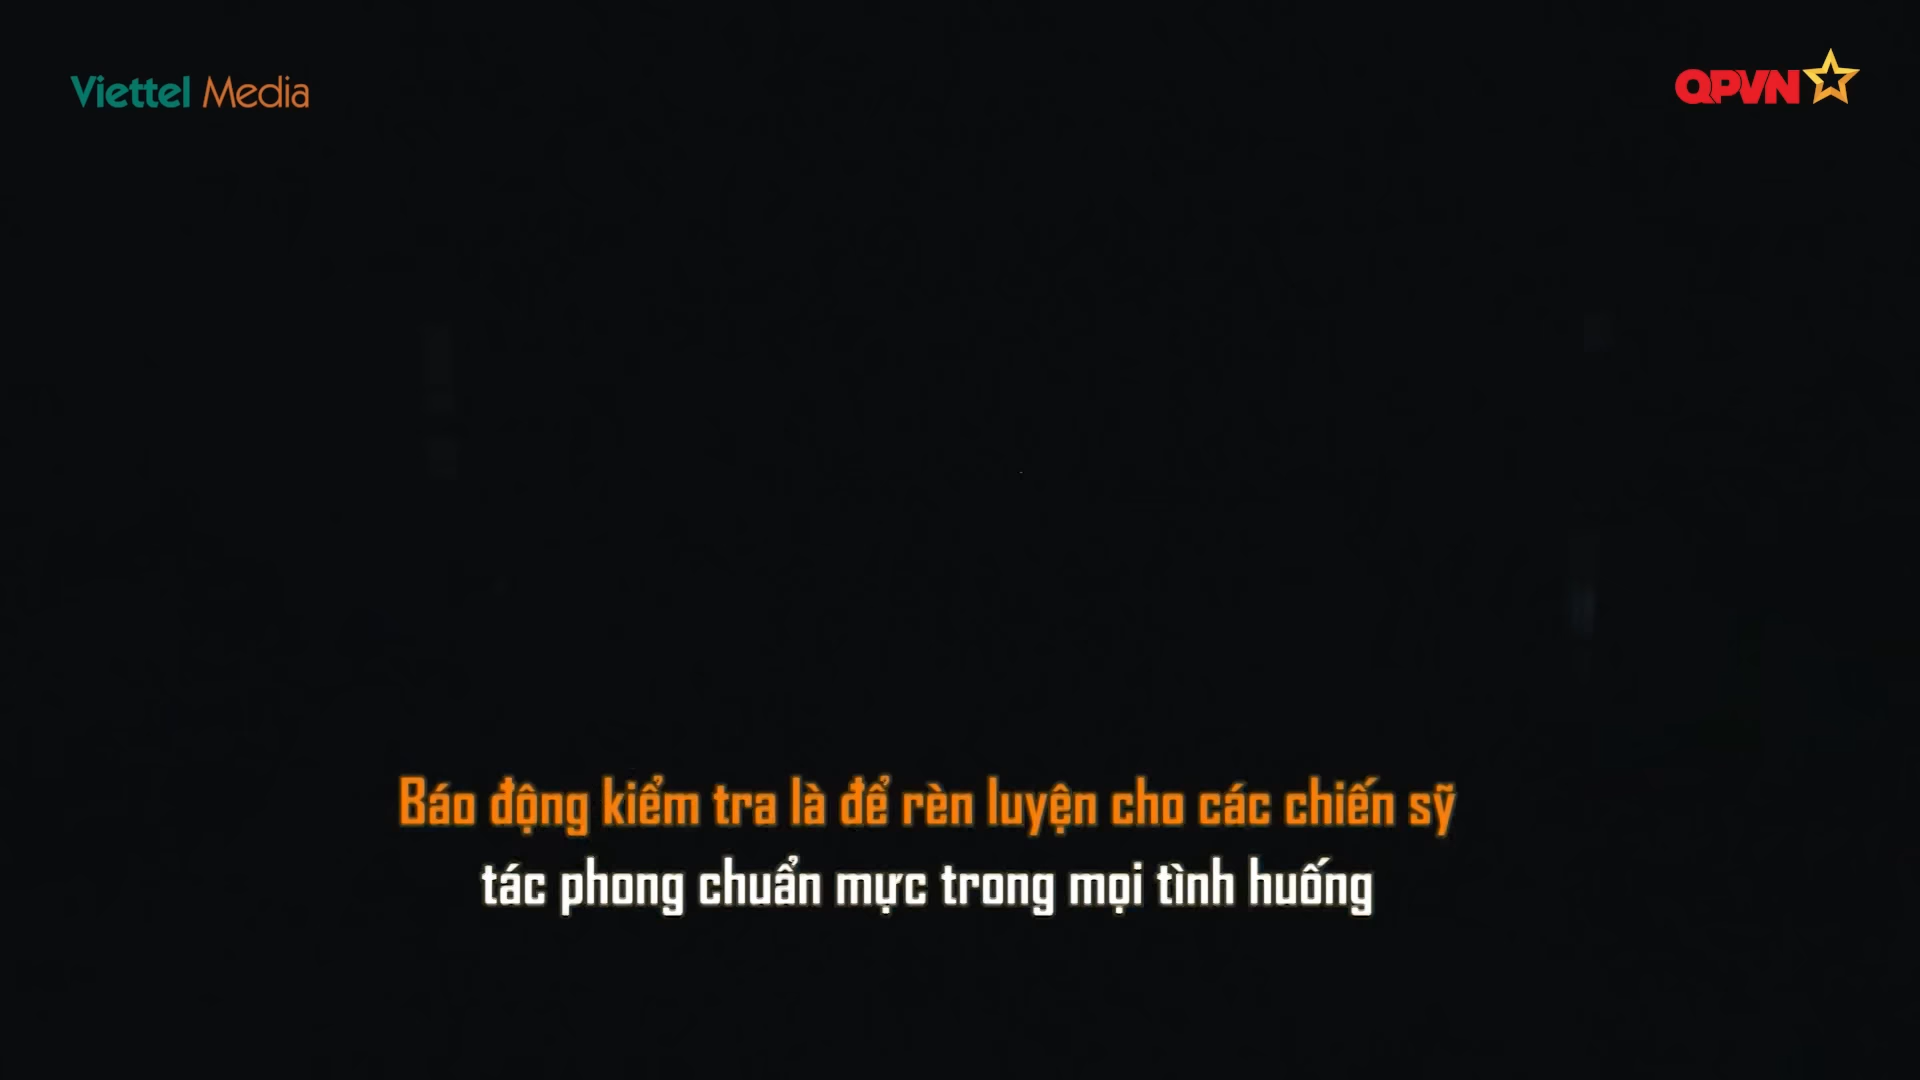 Viettel Media
QPVN
Báo động kiểm tra là để rèn luyện cho các chiến sỹ
tác phong chuẩn mực trong mọi tình huống